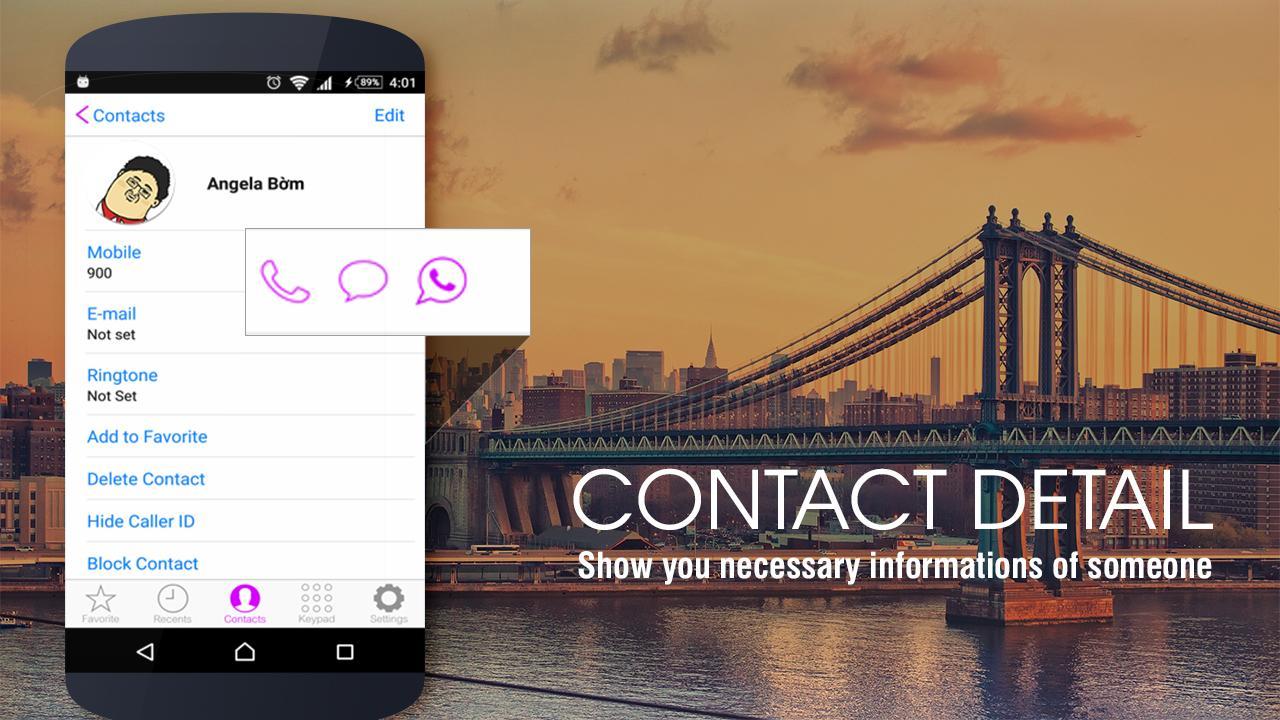 89% 4:01
Contacts Edit
Angela Bờm
Mobile
900
E-mail
Not set
Ringtone
Not Set
Add to Favorite
Delete Contact
Hide Caller ID
Block Contact
Favorite Recents Contacts Keypad Settings
CONTACT DETAIL
Show you necessary informations of someone